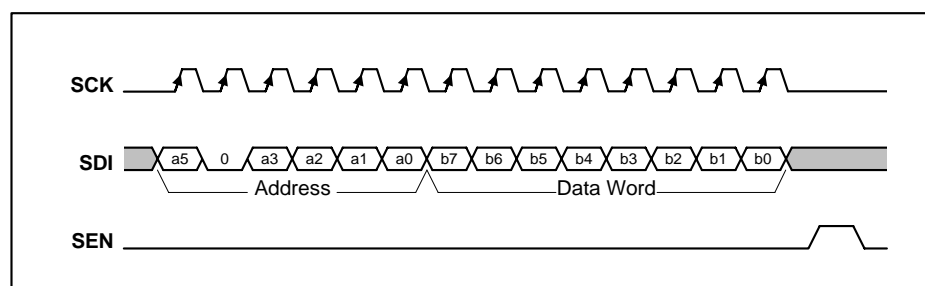 SCK
SDI a5 0 a3 a2 a1 a0 b7 b6 b5 b4 b3 b2 b1 b0
Address Data Word
SEN